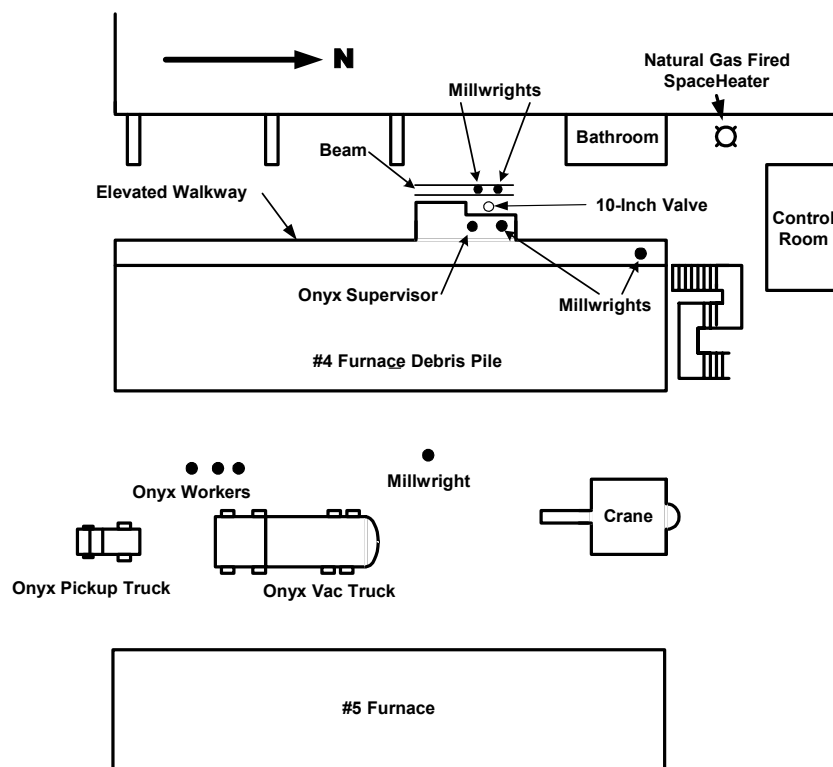 N
Natural Gas Fired
SpaceHeater
Millwrights
Bathroom
Beam
Elevated Walkway
10-Inch Valve
Control
Room
Onyx Supervisor
Millwrights
#4 Furnace Debris Pile
Onyx Workers
Millwright
Crane
Onyx Pickup Truck
Onyx Vac Truck
#5 Furnace